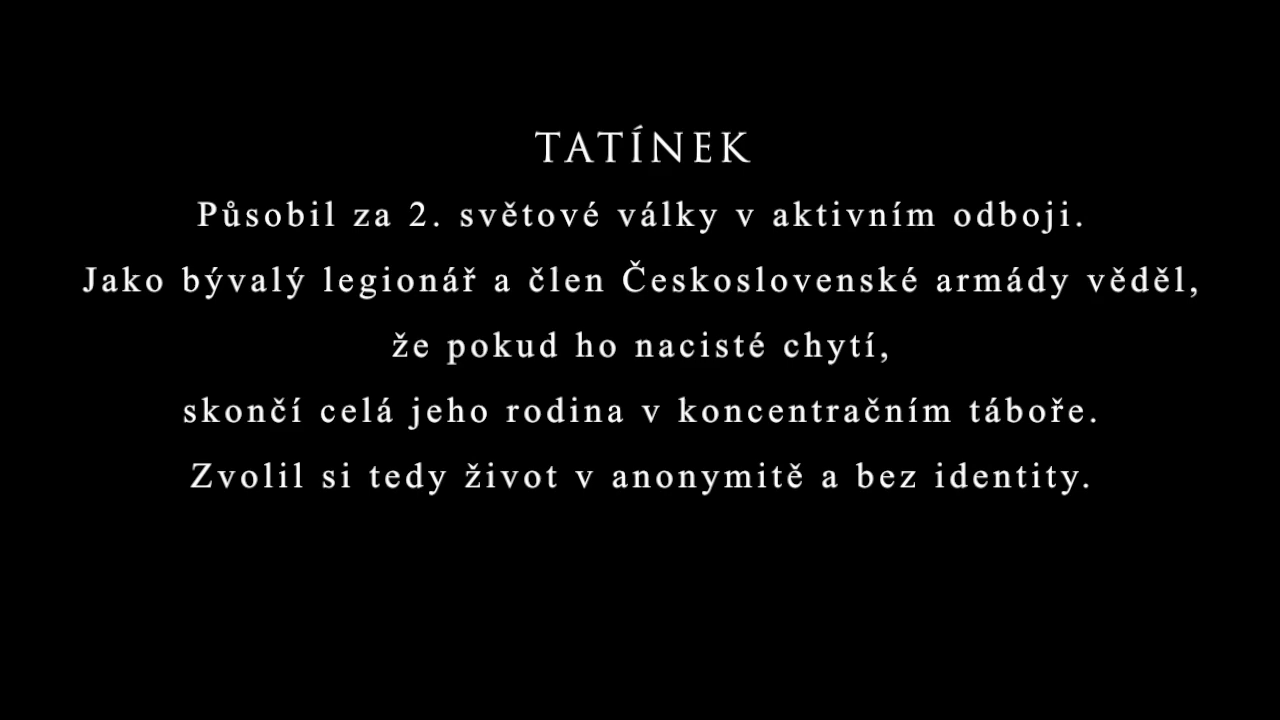 TATÍNEK
Působil za 2. světové války v aktivním odboji.
Jako bývalý legionář a člen Československé armády věděl,
že pokud ho nacisté chytí,
skončí celá jeho rodina v koncentračním táboře.
Zvolil si tedy život v anonymitě a bez identity.